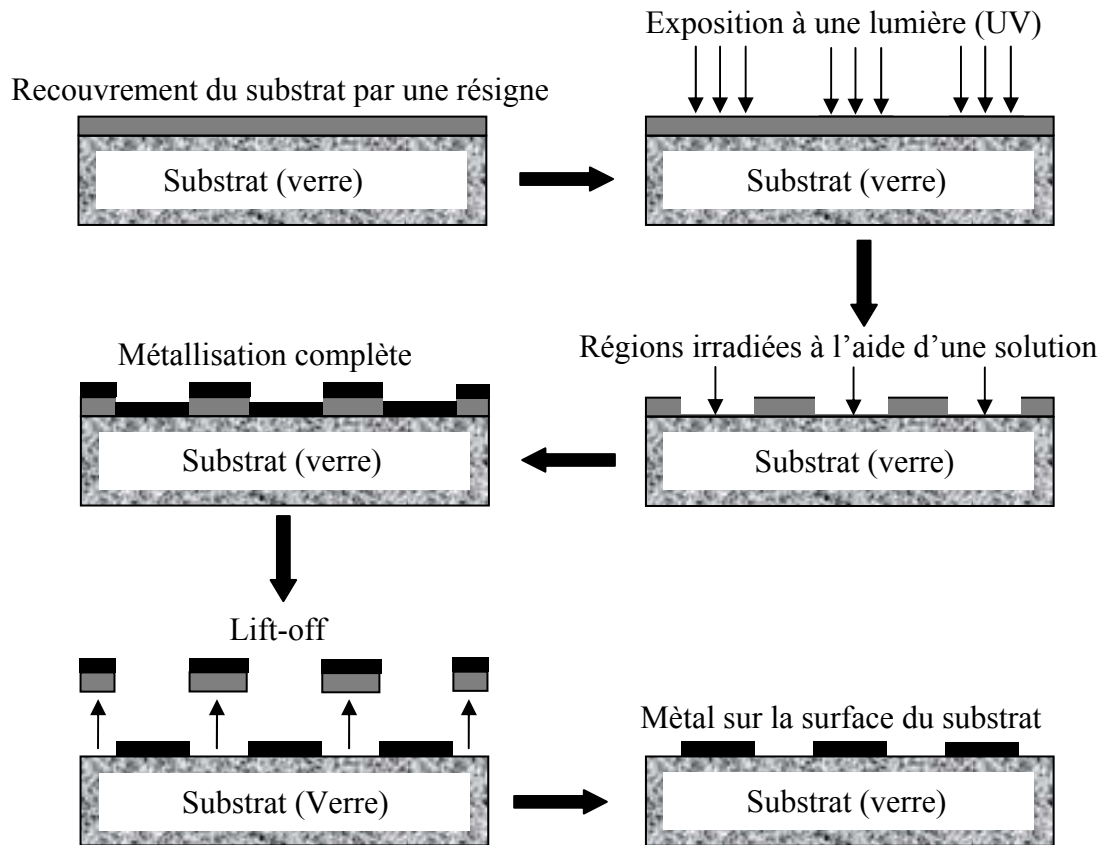 Recouvrement du substrat par une résigne
Substrat (verre)
Exposition à une lumière (UV)
Substrat (verre)
Régions irradiées à l'aide d'une solution
Substrat (verre)
Métallisation complète
Substrat (verre)
Lift-off
Substrat (Verre)
Mètal sur la surface du substrat
Substrat (verre)